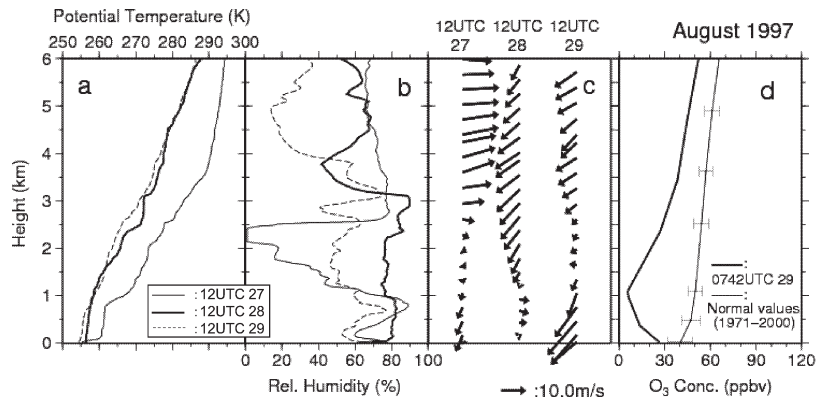 Potential Temperature (K)
250 260 270 280 290 300
12UTC 12UTC 12UTC
27 28 29
August 1997
6
5
4
3
2
1
0
Height (km)
a
b
c
d
: 12UTC 27
: 12UTC 28
: 12UTC 29
:
0742UTC 29
:
Normal values
(1971–2000)
0 20 40 60 80 100
Rel. Humidity (%)
:10.0m/s
0 30 60 90 120
O₃ Conc. (ppbv)